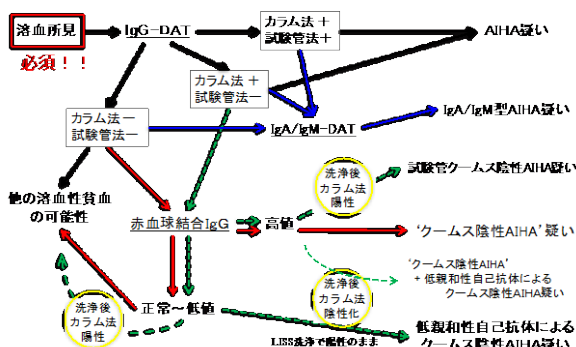 溶血所見
必須！！
IgG-DAT
カラム法＋
試験管法＋
AIHA疑い
カラム法＋
試験管法－
カラム法－
試験管法－
IgA/IgM-DAT
IgA/IgM型AIHA疑い
他の溶血性貧血
の可能性
洗浄後
カラム法
陽性
試験管クームス陰性AIHA疑い
赤血球結合IgG
高値
‘クームス陰性AIHA’疑い
‘クームス陰性AIHA’
＋低親和性自己抗体による
クームス陰性AIHA疑い
洗浄後
カラム法
陰性化
洗浄後
カラム法
陽性
正常～低値
LISS洗浄で陽性のまま
低親和性自己抗体による
クームス陰性AIHA疑い